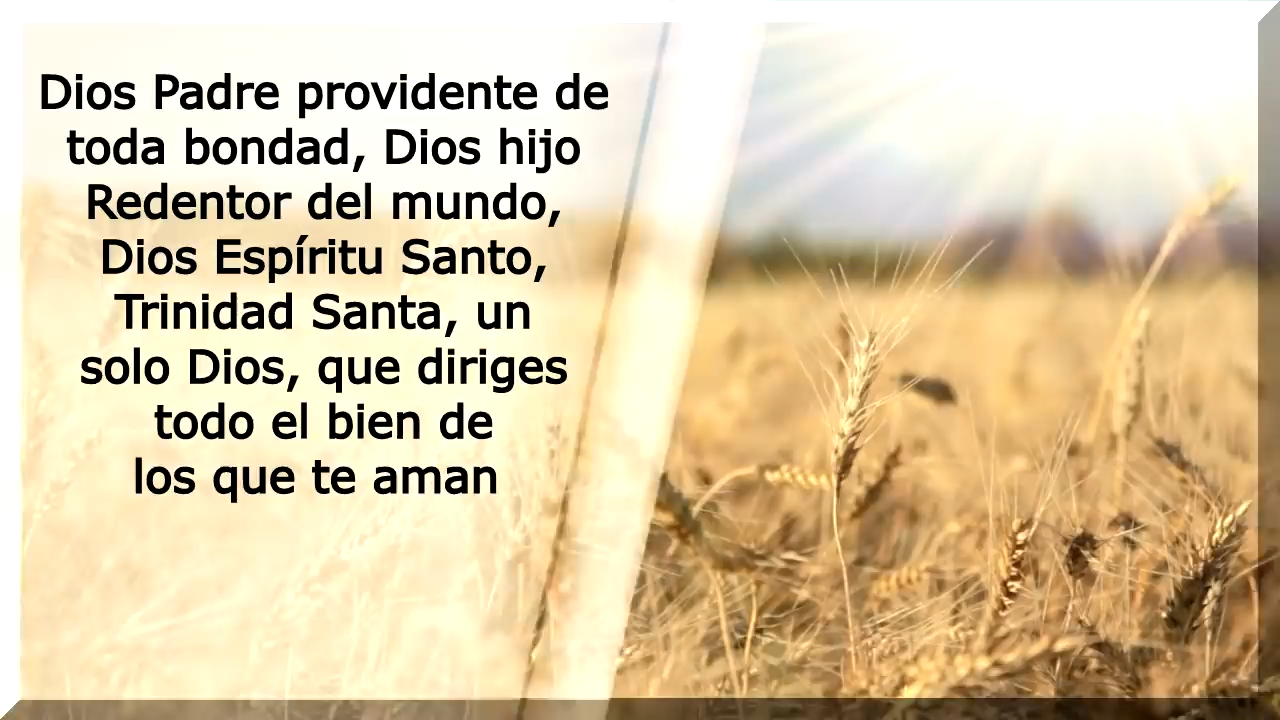 Dios Padre providente de
toda bondad, Dios hijo
Redentor del mundo,
Dios Espíritu Santo,
Trinidad Santa, un
solo Dios, que diriges
todo el bien de
los que te aman